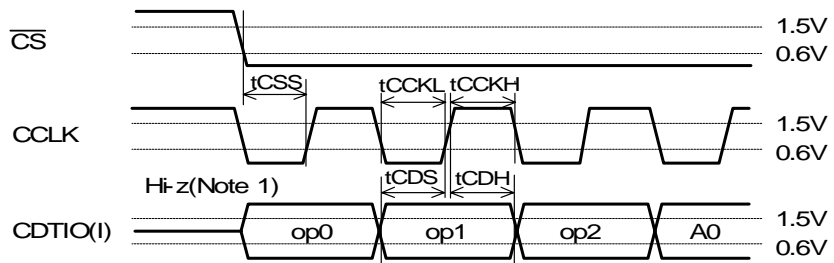 CS
1.5V
0.6V
tCSS
tCCKL
tCCKH
CCLK
1.5V
0.6V
Hi-z(Note 1)
tCDS
tCDH
CDTIO(I)
op0
op1
op2
A0
1.5V
0.6V